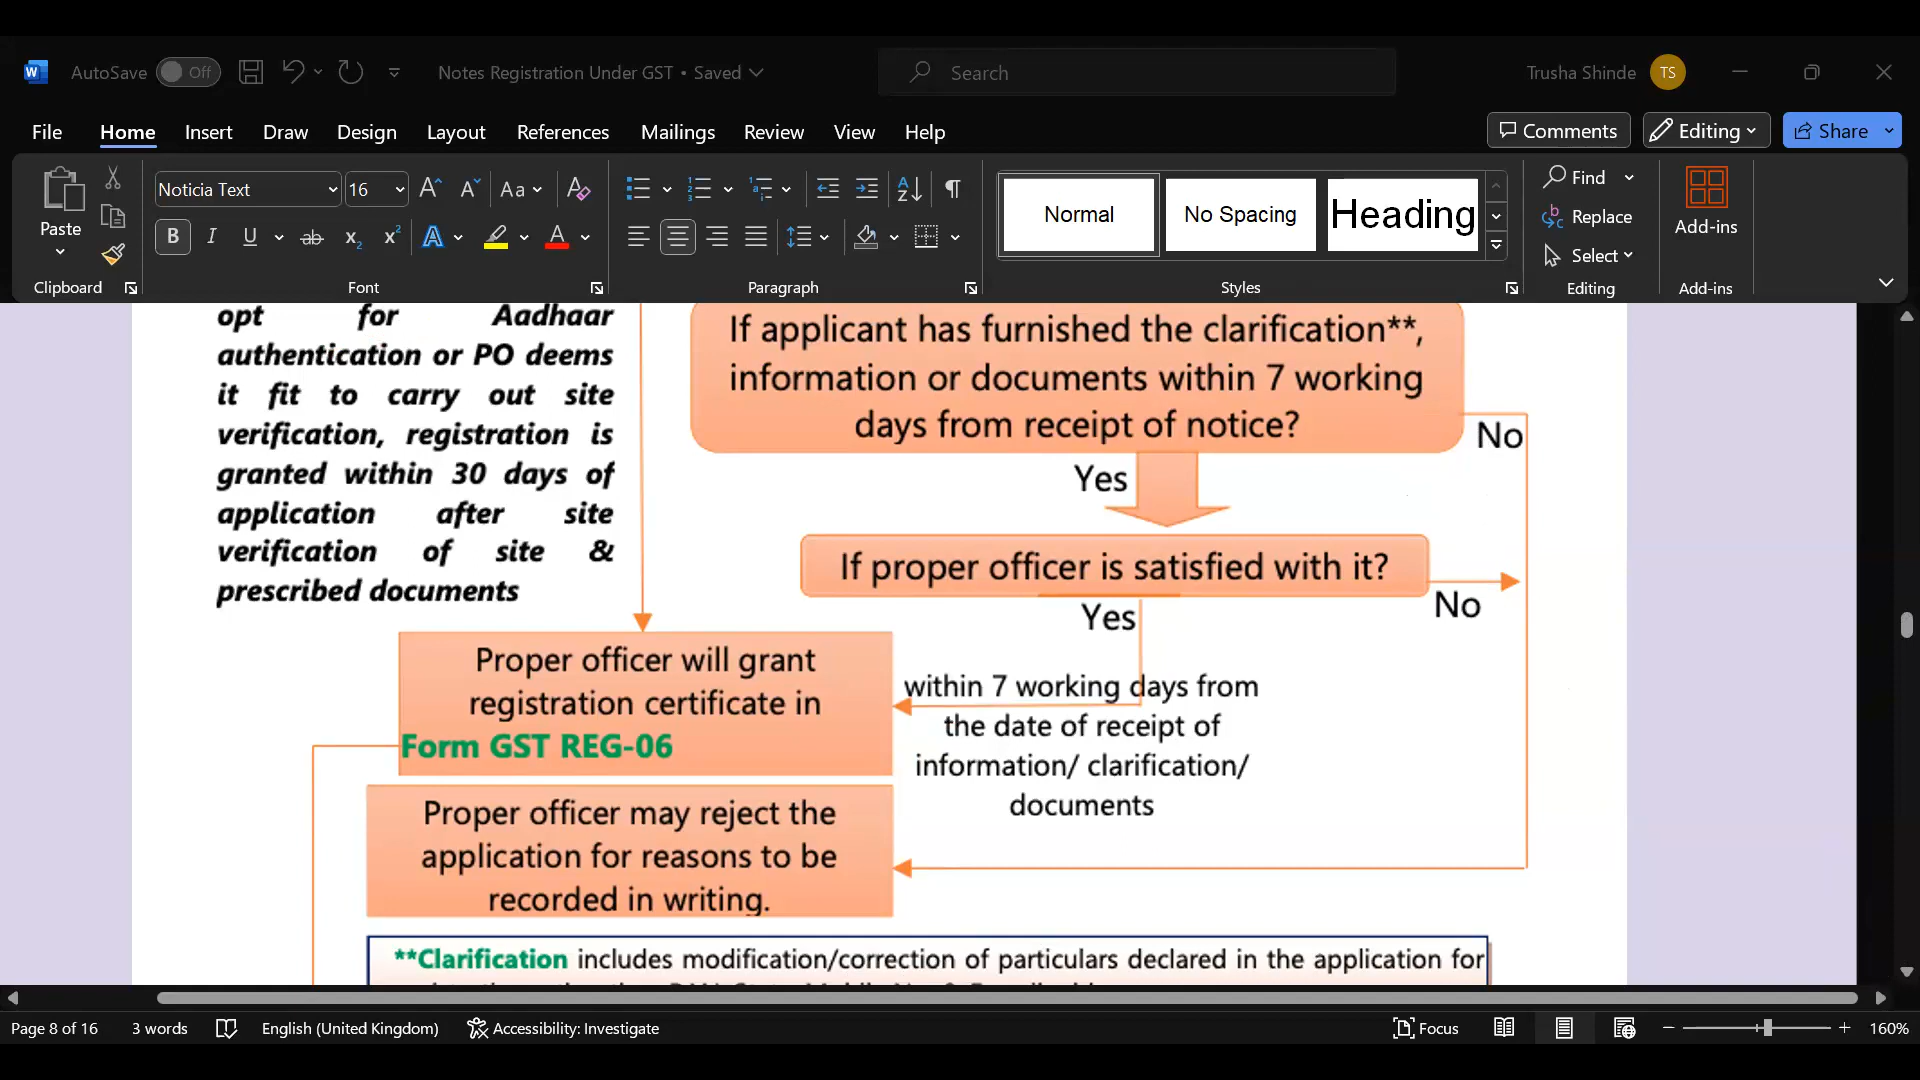 AutoSave Off Notes Registration Under GST • Saved Search Trusha Shinde TS
File Home Insert Draw Design Layout References Mailings Review View Help Comments Editing Share
Paste
Clipboard
Noticia Text 16
Font
Paragraph
Normal No Spacing Heading
Styles
Find
Replace
Select
Editing
Add-ins
Add-ins
opt for Aadhaar
authentication or PO deems
it fit to carry out site
verification, registration is
granted within 30 days of
application after site
verification of site &
prescribed documents
If applicant has furnished the clarification**,
information or documents within 7 working
days from receipt of notice?
No
Yes
If proper officer is satisfied with it?
No
Yes
Proper officer will grant
registration certificate in
Form GST REG-06
within 7 working days from
the date of receipt of
information/ clarification/
documents
Proper officer may reject the
application for reasons to be
recorded in writing.
**Clarification includes modification/correction of particulars declared in the application for
Page 8 of 16 3 words English (United Kingdom) Accessibility: Investigate Focus 160%